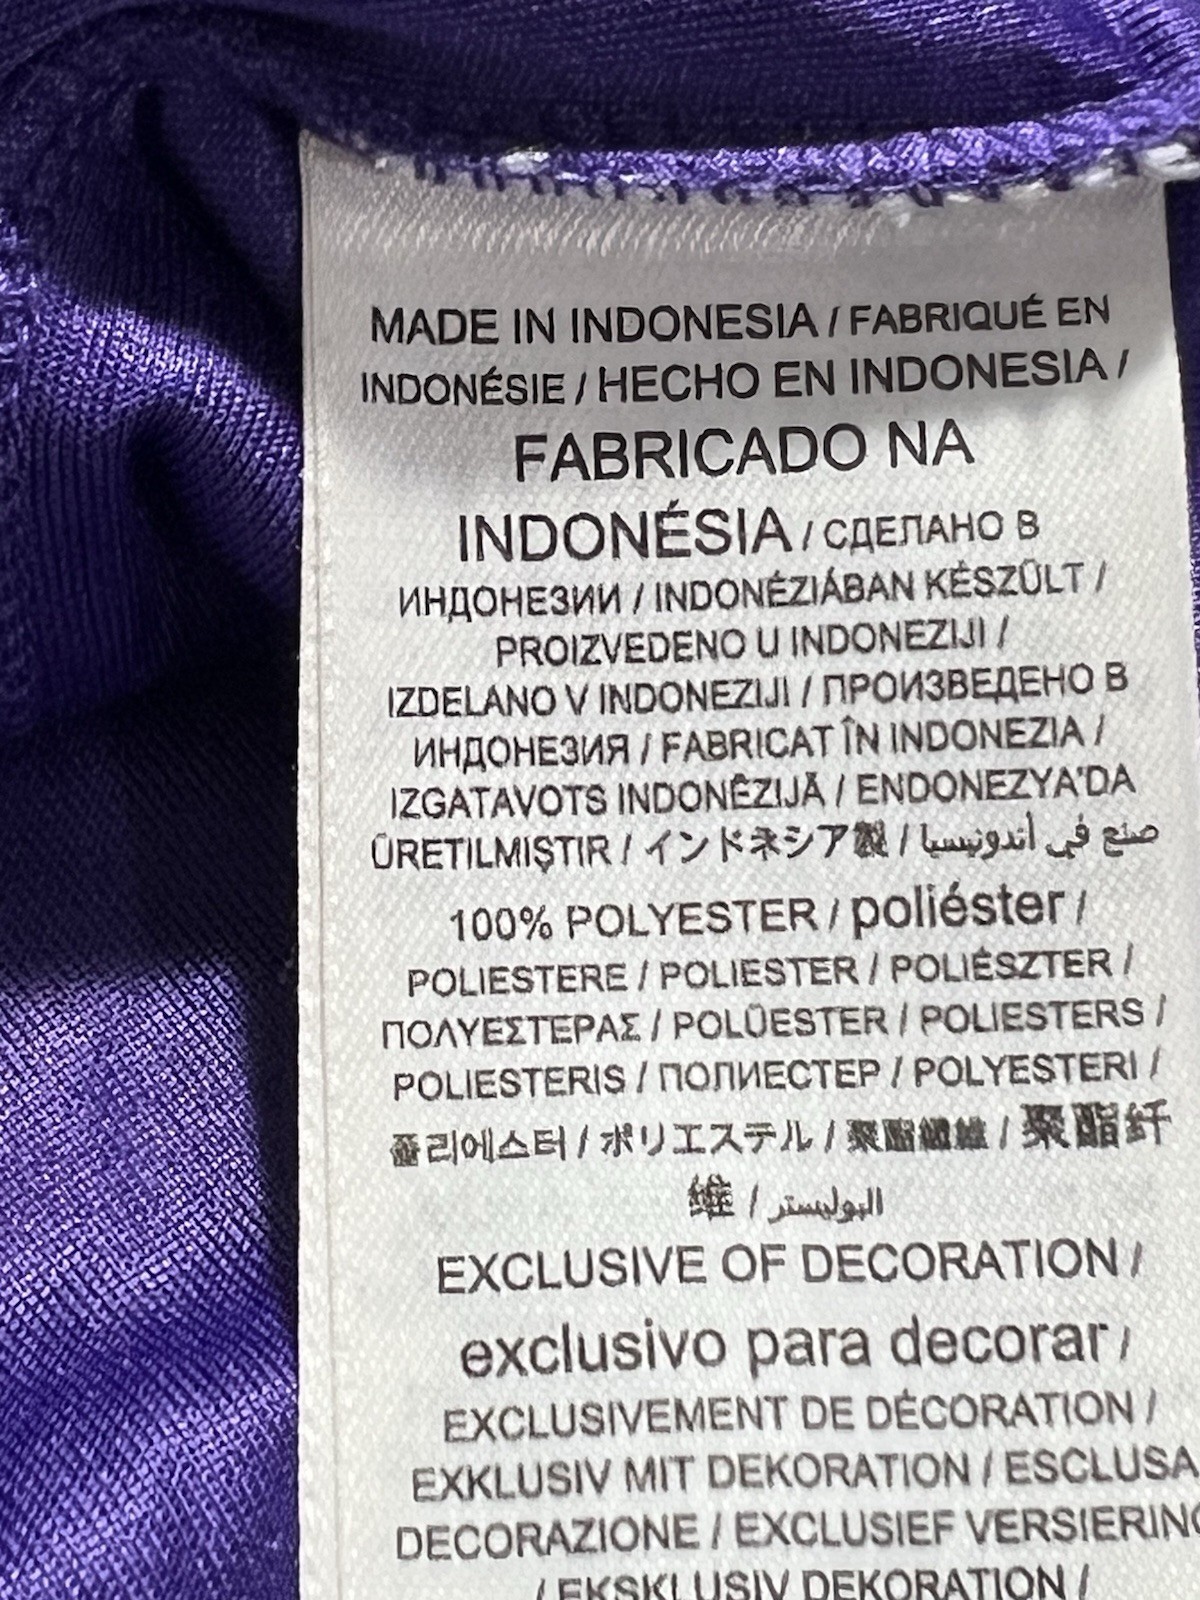 MADE IN INDONESIA / FABRIQUÉ EN
INDONÉSIE / HECHO EN INDONESIA /
FABRICADO NA
INDONÉSIA / СДЕЛАНО В
ИНДОНЕЗИИ / INDONÉZIÁBAN KÉSZÛLT /
PROIZVEDENO U INDONEZIJI /
IZDELANO V INDONEZIJI / ПРОИЗВЕДЕНО В
ИНДОНЕЗИЯ / FABRICAT ÎN INDONEZIA /
IZGATAVOTS INDONÊZIJĀ / ENDONEZYA'DA
ÜRETILMIŞTIR / インドネシア製 / صنع في أندونيسيا
100% POLYESTER / poliéster /
POLIESTERE / POLIESTER / POLIÉSZTER /
ΠΟΛΥΕΣΤΕΡΑΣ / POLÜESTER / POLIESTERS /
POLIESTERIS / ПОЛИЕСТЕР / POLYESTERI /
폴리에스터 / ポリエステル / 聚酯纖維 / 聚酯纤
维 / البوليستر
EXCLUSIVE OF DECORATION /
exclusivo para decorar /
EXCLUSIVEMENT DE DÉCORATION /
EXKLUSIV MIT DEKORATION / ESCLUSA
DECORAZIONE / EXCLUSIEF VERSIERING
/ EKSKLUSIV DEKORATION /